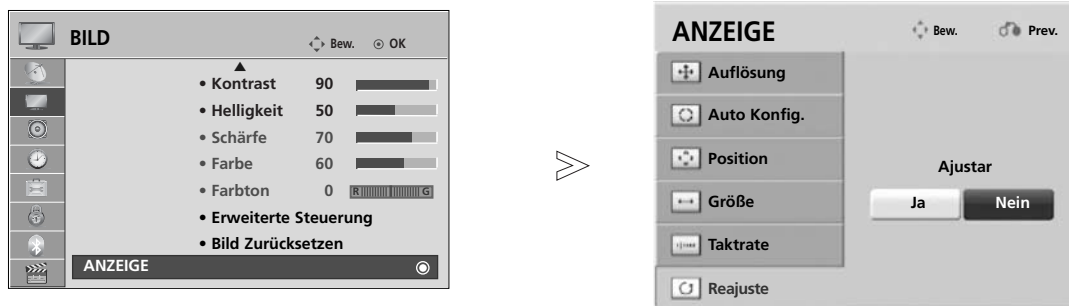 BILD
Bew. OK
• Kontrast 90
• Helligkeit 50
• Schärfe 70
• Farbe 60
• Farbton 0 R G
• Erweiterte Steuerung
• Bild Zurücksetzen
ANZEIGE
ANZEIGE
Bew. Prev.
Auflösung
Auto Konfig.
Position
Größe
Taktrate
Reajuste
Ajustar
Ja Nein